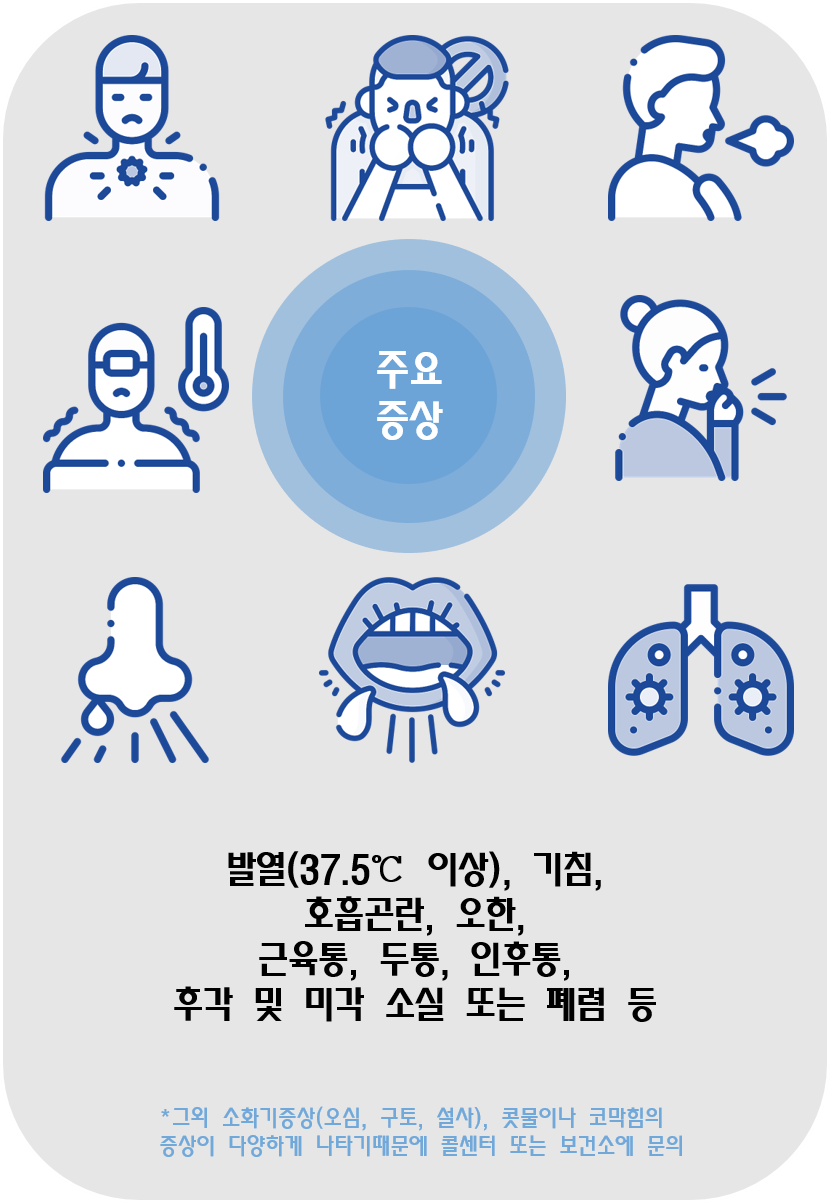 주요
증상
발열(37.5℃ 이상), 기침,
호흡곤란, 오한,
근육통, 두통, 인후통,
후각 및 미각 소실 또는 폐렴 등
*그외 소화기증상(오심, 구토, 설사), 콧물이나 코막힘의
증상이 다양하게 나타기때문에 콜센터 또는 보건소에 문의